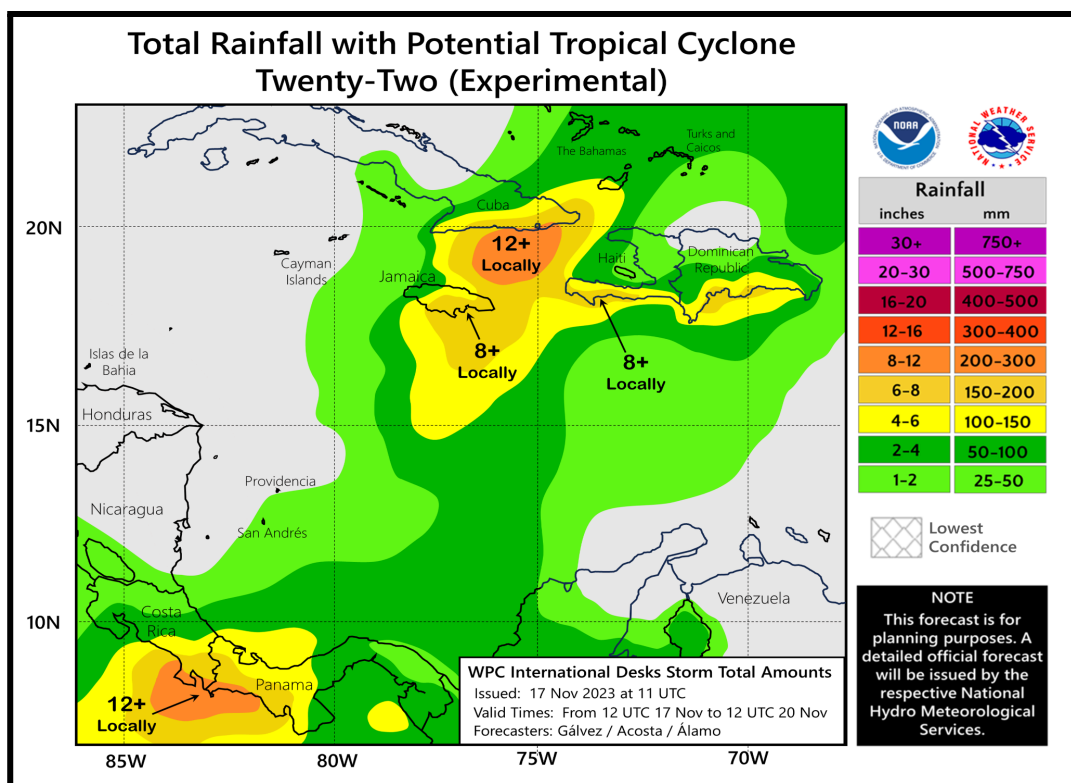 Total Rainfall with Potential Tropical Cyclone
Twenty-Two (Experimental)
The Bahamas
Turks and
Caicos
20N
Cuba
12+
Locally
Cayman
Islands
Jamaica
Haiti
Dominican
Republic
8+
Locally
8+
Locally
Islas de la
Bahia
Honduras
15N
Providencia
Nicaragua
San Andrés
Costa
Rica
10N
Venezuela
Panama
12+
Locally
WPC International Desks Storm Total Amounts
Issued: 17 Nov 2023 at 11 UTC
Valid Times: From 12 UTC 17 Nov to 12 UTC 20 Nov
Forecasters: Gálvez / Acosta / Álamo
85W
80W
75W
70W
NOAA
NATIONAL WEATHER SERVICE
Rainfall
inches mm
30+ 750+
20-30 500-750
16-20 400-500
12-16 300-400
8-12 200-300
6-8 150-200
4-6 100-150
2-4 50-100
1-2 25-50
Lowest
Confidence
NOTE
This forecast is for
planning purposes. A
detailed official forecast
will be issued by the
respective National
Hydro Meteorological
Services.